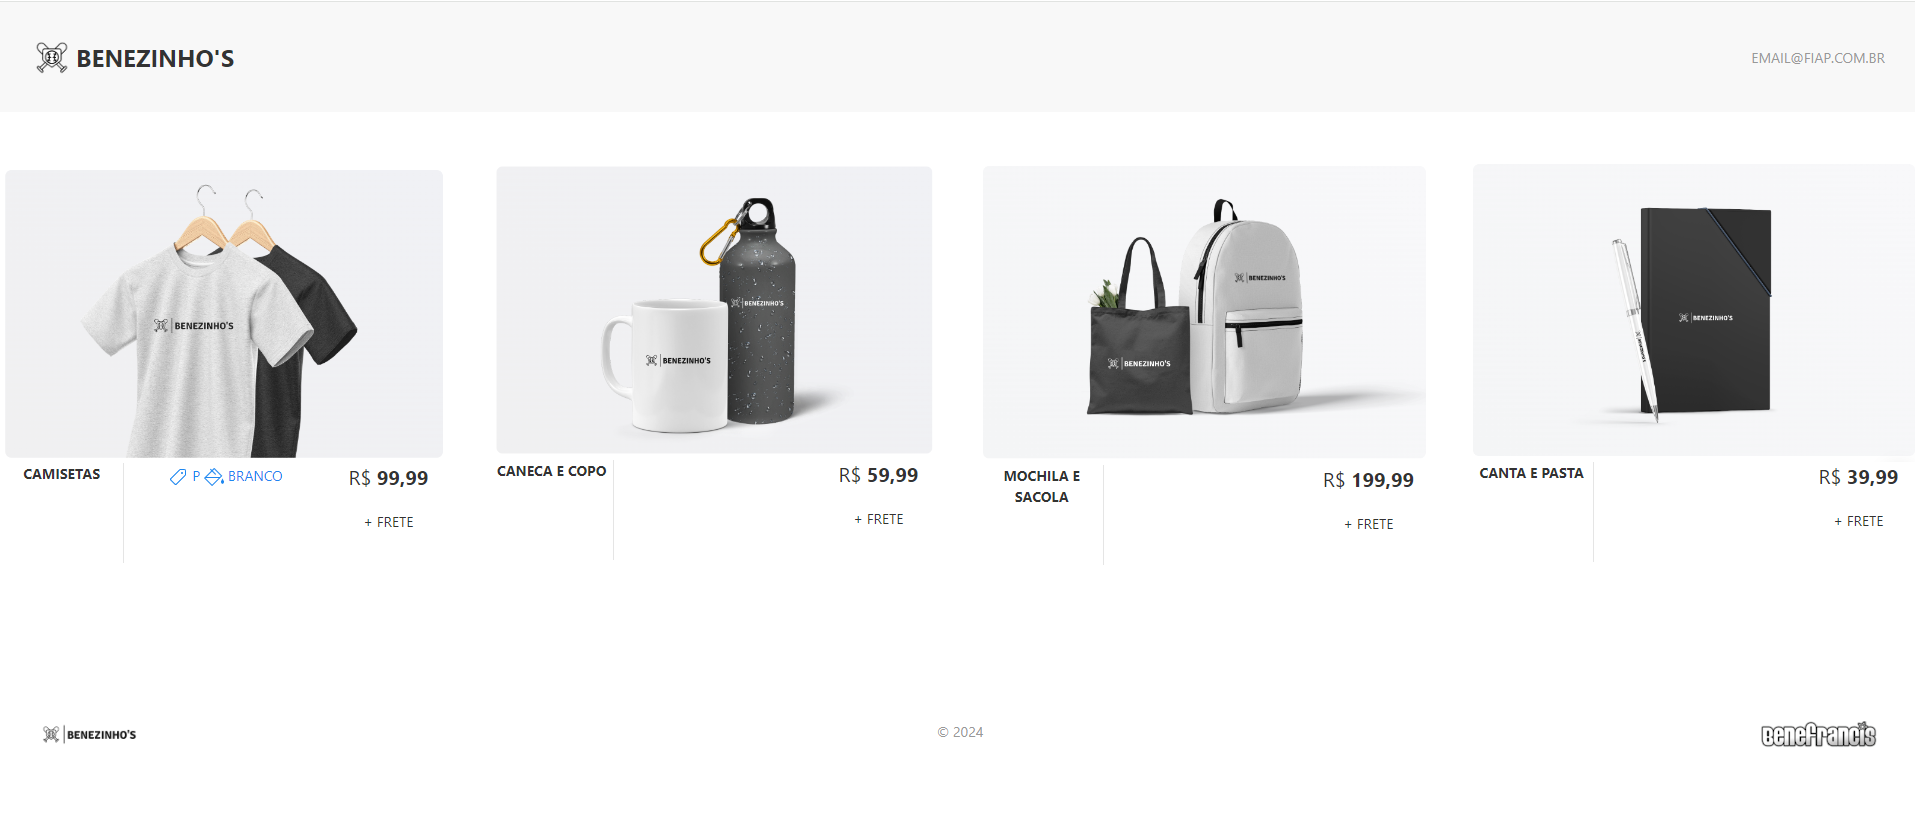 BENEZINHO'S
EMAIL@FIAP.COM.BR
BENEZINHO'S
BENEZINHO'S
BENEZINHO'S
BENEZINHO'S
BENEZINHO'S
BENEZINHO'S
BENEZINHO'S
CAMISETAS
P BRANCO
R$ 99,99
+ FRETE
CANECA E COPO
R$ 59,99
+ FRETE
MOCHILA E
SACOLA
R$ 199,99
+ FRETE
CANTA E PASTA
R$ 39,99
+ FRETE
BENEZINHO'S
© 2024
Benefrancis